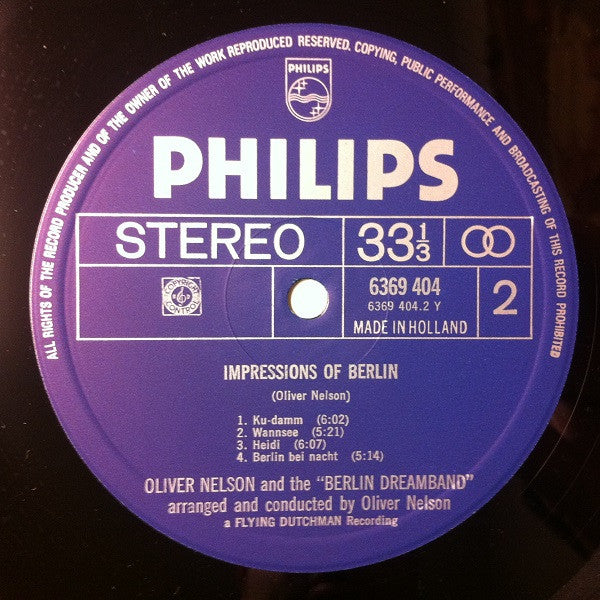 ALL RIGHTS OF THE RECORD PRODUCER AND OF THE OWNER OF THE WORK REPRODUCED RESERVED. COPYING, PUBLIC PERFORMANCE AND BROADCASTING OF THIS RECORD PROHIBITED
PHILIPS
PHILIPS
STEREO 33⅓
COPYRIGHT CONTROL
6369 404 2
6369 404.2 Y
MADE IN HOLLAND
IMPRESSIONS OF BERLIN
(Oliver Nelson)
1. Ku-damm (6:02)
2. Wannsee (5:21)
3. Heidi (6:07)
4. Berlin bei nacht (5:14)
OLIVER NELSON and the "BERLIN DREAMBAND"
arranged and conducted by Oliver Nelson
a FLYING DUTCHMAN Recording